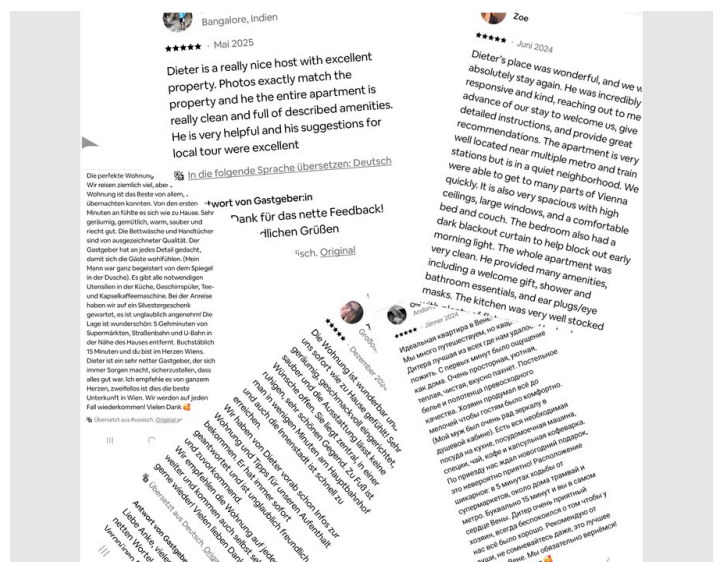 Bangalore, Indien
★★★★★ · Mai 2025
Dieter is a really nice host with excellent
property. Photos exactly match the
property and he the entire apartment is
really clean and full of described amenities.
He is very helpful and his suggestions for
local tour were excellent
In die folgende Sprache übersetzen: Deutsch
Dank für das nette Feedback!
Original
Zoe
★★★★★ · Juni 2024
Dieter's place was wonderful, and we
absolutely stay again. He was incredibly
responsive and kind, reaching out to me
advance of our stay to welcome us, give
detailed instructions, and provide great
recommendations. The apartment is very
well located near multiple metro and train
stations but is in a quiet neighborhood. We
were able to get to many parts of Vienna
quickly. It is also very spacious with high
ceilings, large windows, and a comfortable
bed and couch. The bedroom also had a
dark blackout curtain to help block out early
morning light. The whole apartment was
very clean. He provided many amenities,
including a welcome gift, shower and
bathroom essentials, and ear plugs/eye
masks. The kitchen was very well stocked
Die perfekte Wohnung
Wir reisen ziemlich viel, aber
Wohnung ist das Beste von allem,
übernachten konnten. Von den ersten
Minuten an fühlte es sich wie zu Hause. Sehr
geräumig, gemütlich, warm, sauber und
riecht gut. Die Bettwäsche und Handtücher
sind von ausgezeichneter Qualität. Der
Gastgeber hat an jedes Detail gedacht,
damit sich die Gäste wohlfühlen. (Mein
Mann war ganz begeistert von dem Spiegel
in der Dusche). Es gibt alle notwendigen
Utensilien in der Küche, Geschirrspüler, Tee-
und Kapselkaffeemaschine. Bei der Anreise
haben wir auf ein Silvestergeschenk
gewartet, es ist unglaublich angenehm! Die
Lage ist wunderschön: 5 Gehminuten von
Supermärkten, Straßenbahn und U-Bahn in
der Nähe des Hauses entfernt. Buchstäblich
15 Minuten und du bist im Herzen Wiens.
Dieter ist ein sehr netter Gastgeber, der sich
immer Sorgen macht, sicherzustellen, dass
alles gut war. Ich empfehle es von ganzem
Herzen, zweifellos ist dies die beste
Unterkunft in Wien. Wir werden auf jeden
Fall wiederkommen! Vielen Dank 🥰
Übersetzt aus Russisch.
★★★★★ · Dezember
Die Wohnung ist wunderbar
uns sofort wie zu Hause gefühlt! Sehr
geräumig, geschmackvoll eingerichtet,
sauber und die Ausstattung lässt keine
Wünsche offen. Sie liegt zentral, in einer
ruhigen, sehr schönen Gegend. Zu Fuß ist
man in wenigen Minuten am Hauptbahnhof
und auch die Innenstadt ist schnell zu
erreichen.
Wir haben von Dieter vorab schon Infos zur
Wohnung und Tipps für unseren Aufenthalt
bekommen. Er hat immer sofort
geantwortet und ist unglaublich freundlich
und zuvorkommend
Wir empfehlen die Wohnung auf
weiter und kommen auch selbst
gerne wieder! Vielen lieben
Übersetzt aus Deutsch.
Antwort von
Liebe Anke,
netten
· Jänner 2024
Идеальная квартира в Вене.
Мы много путешествуем, но
Дитера лучшая из всех где нам
пожить. С первых минут было ощущение
как дома. Очень просторная, уютная,
теплая, чистая, вкусно пахнет. Постельное
белье и полотенца превосходного
качества. Хозяин продумал всё до
мелочей чтобы гостям было комфортно.
(Мой муж был очень рад зеркалу в
душевой кабине). Есть вся необходимая
посуда на кухне, посудомоечная машина,
специи, чай, кофе и капсульная кофеварка.
По приезду нас ждал новогодний подарок,
это невероятно приятно! Расположение
шикарное: в 5 минутах ходьбы от
супермаркетов, около дома трамвай и
метро. Буквально 15 минут и вы в самом
сердце Вены. Дитер очень приятный
хозяин, всегда беспокоился о том чтобы у
нас всё было хорошо. Рекомендую от
души, не сомневайтесь даже, это лучшее
Вене. Мы обязательно вернёмся!